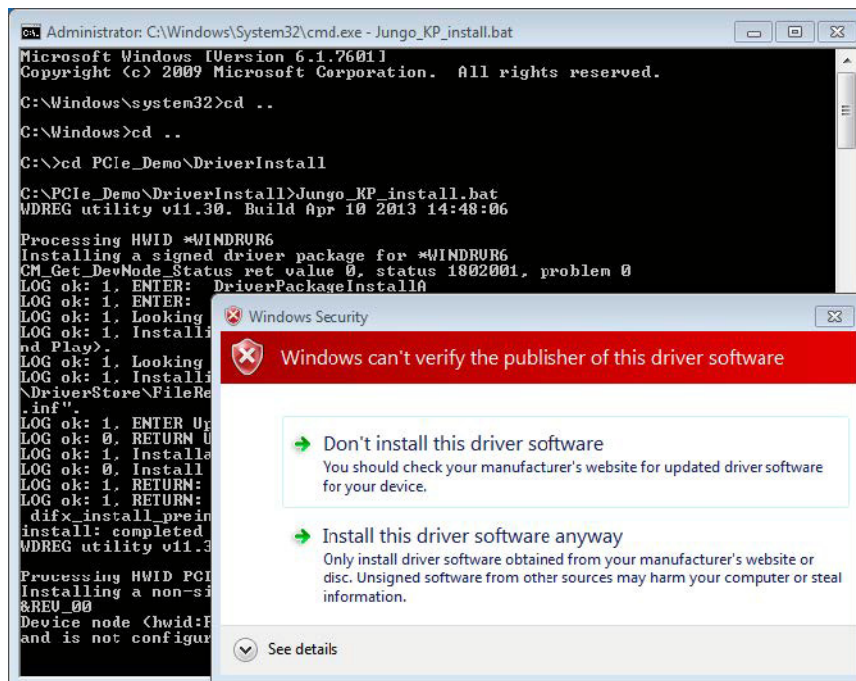 Administrator: C:\Windows\System32\cmd.exe - Jungo_KP_install.bat
Microsoft Windows [Version 6.1.7601]
Copyright (c) 2009 Microsoft Corporation.  All rights reserved.
C:\Windows\system32>cd ..
C:\Windows>cd ..
C:\>cd PCIe_Demo\DriverInstall
C:\PCIe_Demo\DriverInstall>Jungo_KP_install.bat
WDREG utility v11.30. Build Apr 10 2013 14:48:06
Processing HWID *WINDRVR6
Installing a signed driver package for *WINDRVR6
CM_Get_DevNode_Status ret value 0, status 1802001, problem 0
LOG ok: 1, ENTER:  DriverPackageInstallA
LOG ok: 1, ENTER:
LOG ok: 1, Looking
LOG ok: 1, Installi
nd Play>.
LOG ok: 1, Looking
LOG ok: 1, Installi
\DriverStore\FileRe
.inf".
LOG ok: 1, ENTER Up
LOG ok: 0, RETURN U
LOG ok: 1, Installa
LOG ok: 0, Install
LOG ok: 1, RETURN:
LOG ok: 1, RETURN:
difx_install_prein
install: completed
WDREG utility v11.3
Processing HWID PCI
Installing a non-si
&REV_00
Device node (hwid:P
and is not configur
Windows Security
Windows can't verify the publisher of this driver software
Don't install this driver software
You should check your manufacturer's website for updated driver software
for your device.
Install this driver software anyway
Only install driver software obtained from your manufacturer's website or
disc. Unsigned software from other sources may harm your computer or steal
information.
See details